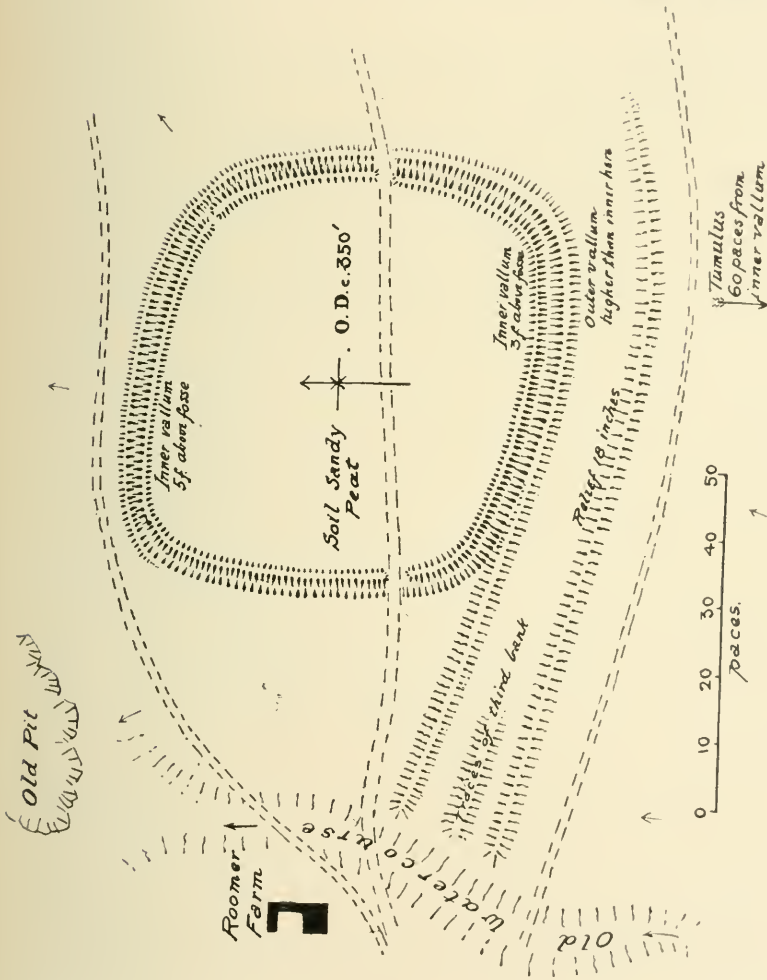 Old Pit
Roomer
Farm
Old Watercourse
Inner vallum
5f. above fosse
Soil Sandy
Peat
O.D. c. 350'
Inner vallum
3f. above fosse
Outer vallum
higher than inner here
Traces of third bank
Relief 18 inches
Tumulus
60 paces from
inner vallum
0 10 20 30 40 50
paces.